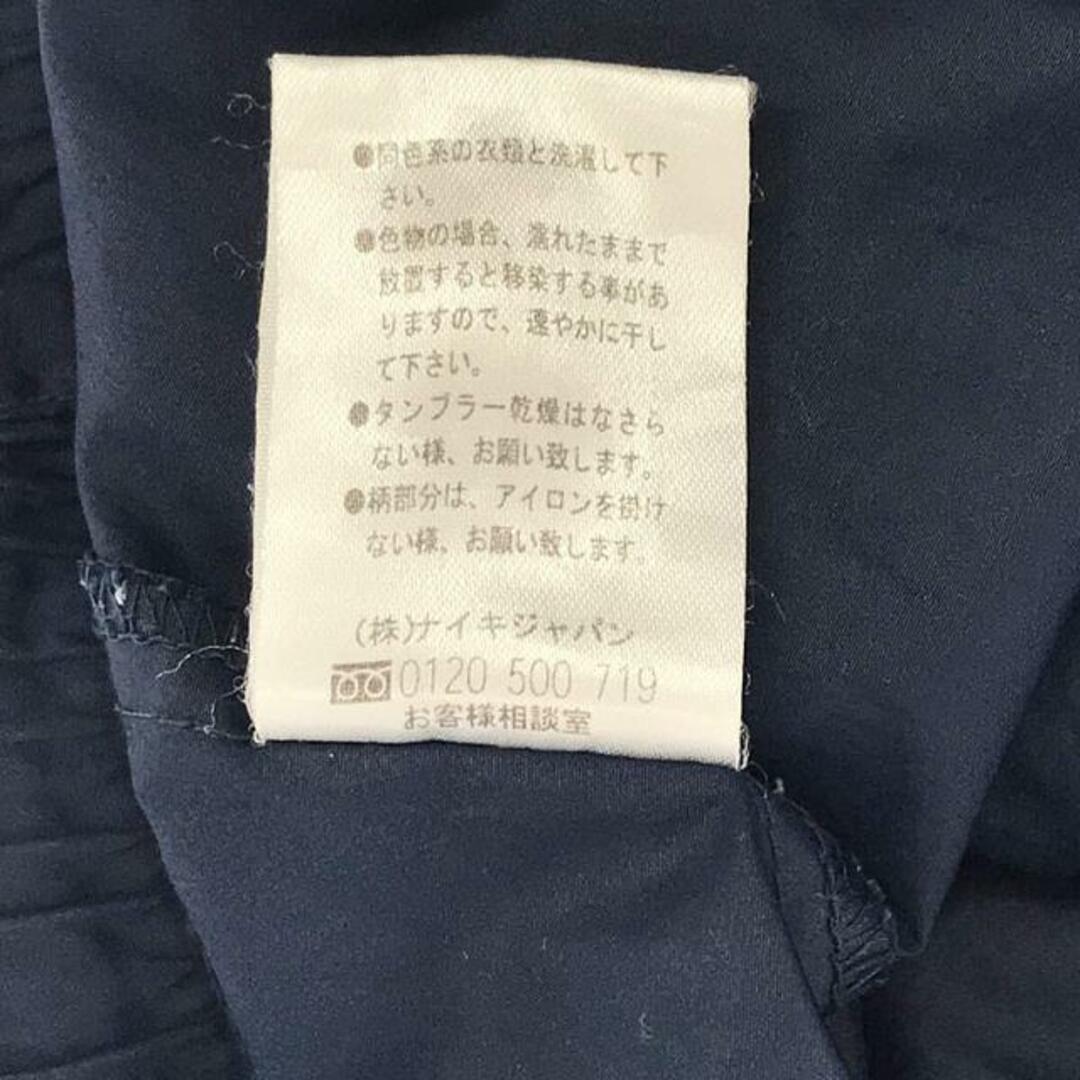 ●同色系の衣類と洗濯して下
さい。
●色物の場合、濡れたままで
放置すると移染する事があ
りますので、速やかに干し
て下さい。
●タンブラー乾燥はなさら
ない様、お願い致します。
●柄部分は、アイロンを掛け
ない様、お願い致します。
(株)ナイキジャパン
0120 500 719
お客様相談室